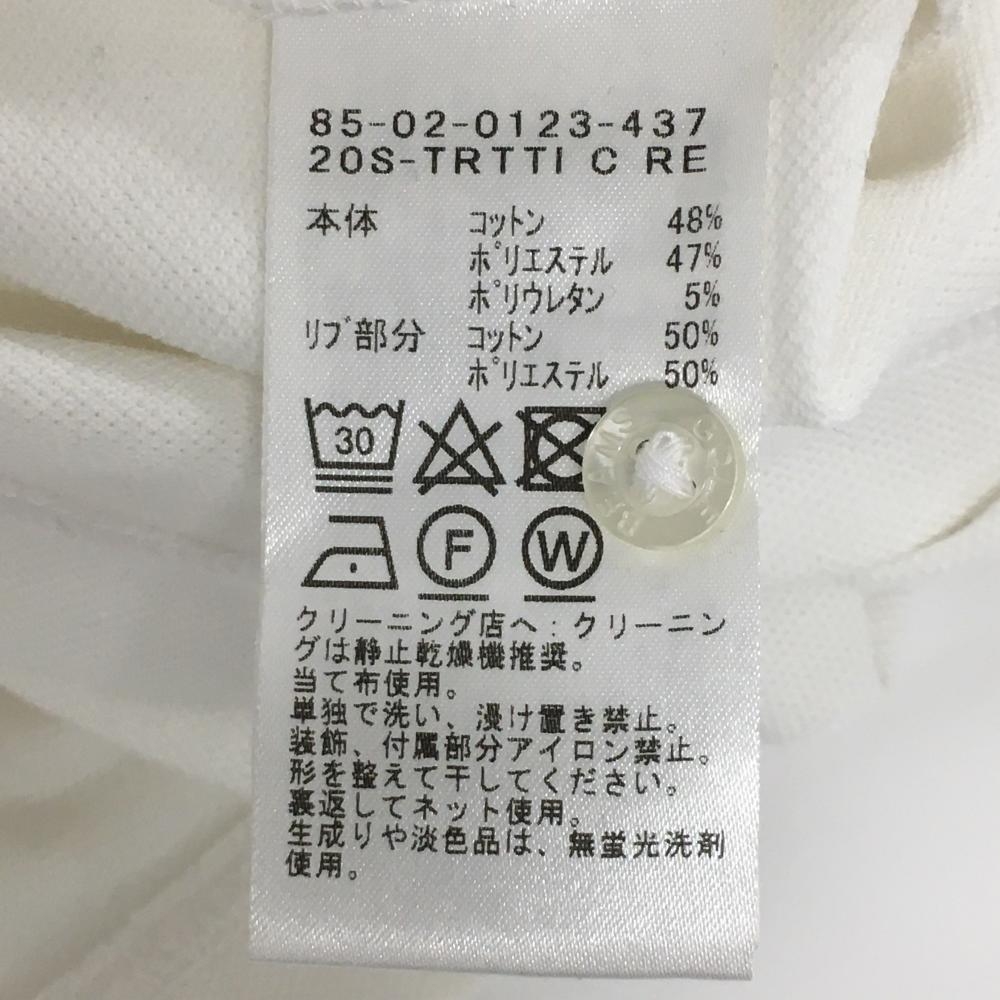 85-02-0123-437
20S-TRTTI C RE
本体 コットン 48%
ポリエステル 47%
ポリウレタン 5%
リブ部分 コットン 50%
ポリエステル 50%
30
F W
クリーニング店へ:クリーニン
グは静止乾燥機推奨。
当て布使用。
単独で洗い、浸け置き禁止。
装飾、付属部分アイロン禁止。
形を整えて干してください。
裏返してネット使用。
生成りや淡色品は、無蛍光洗剤
使用。
BEAMS